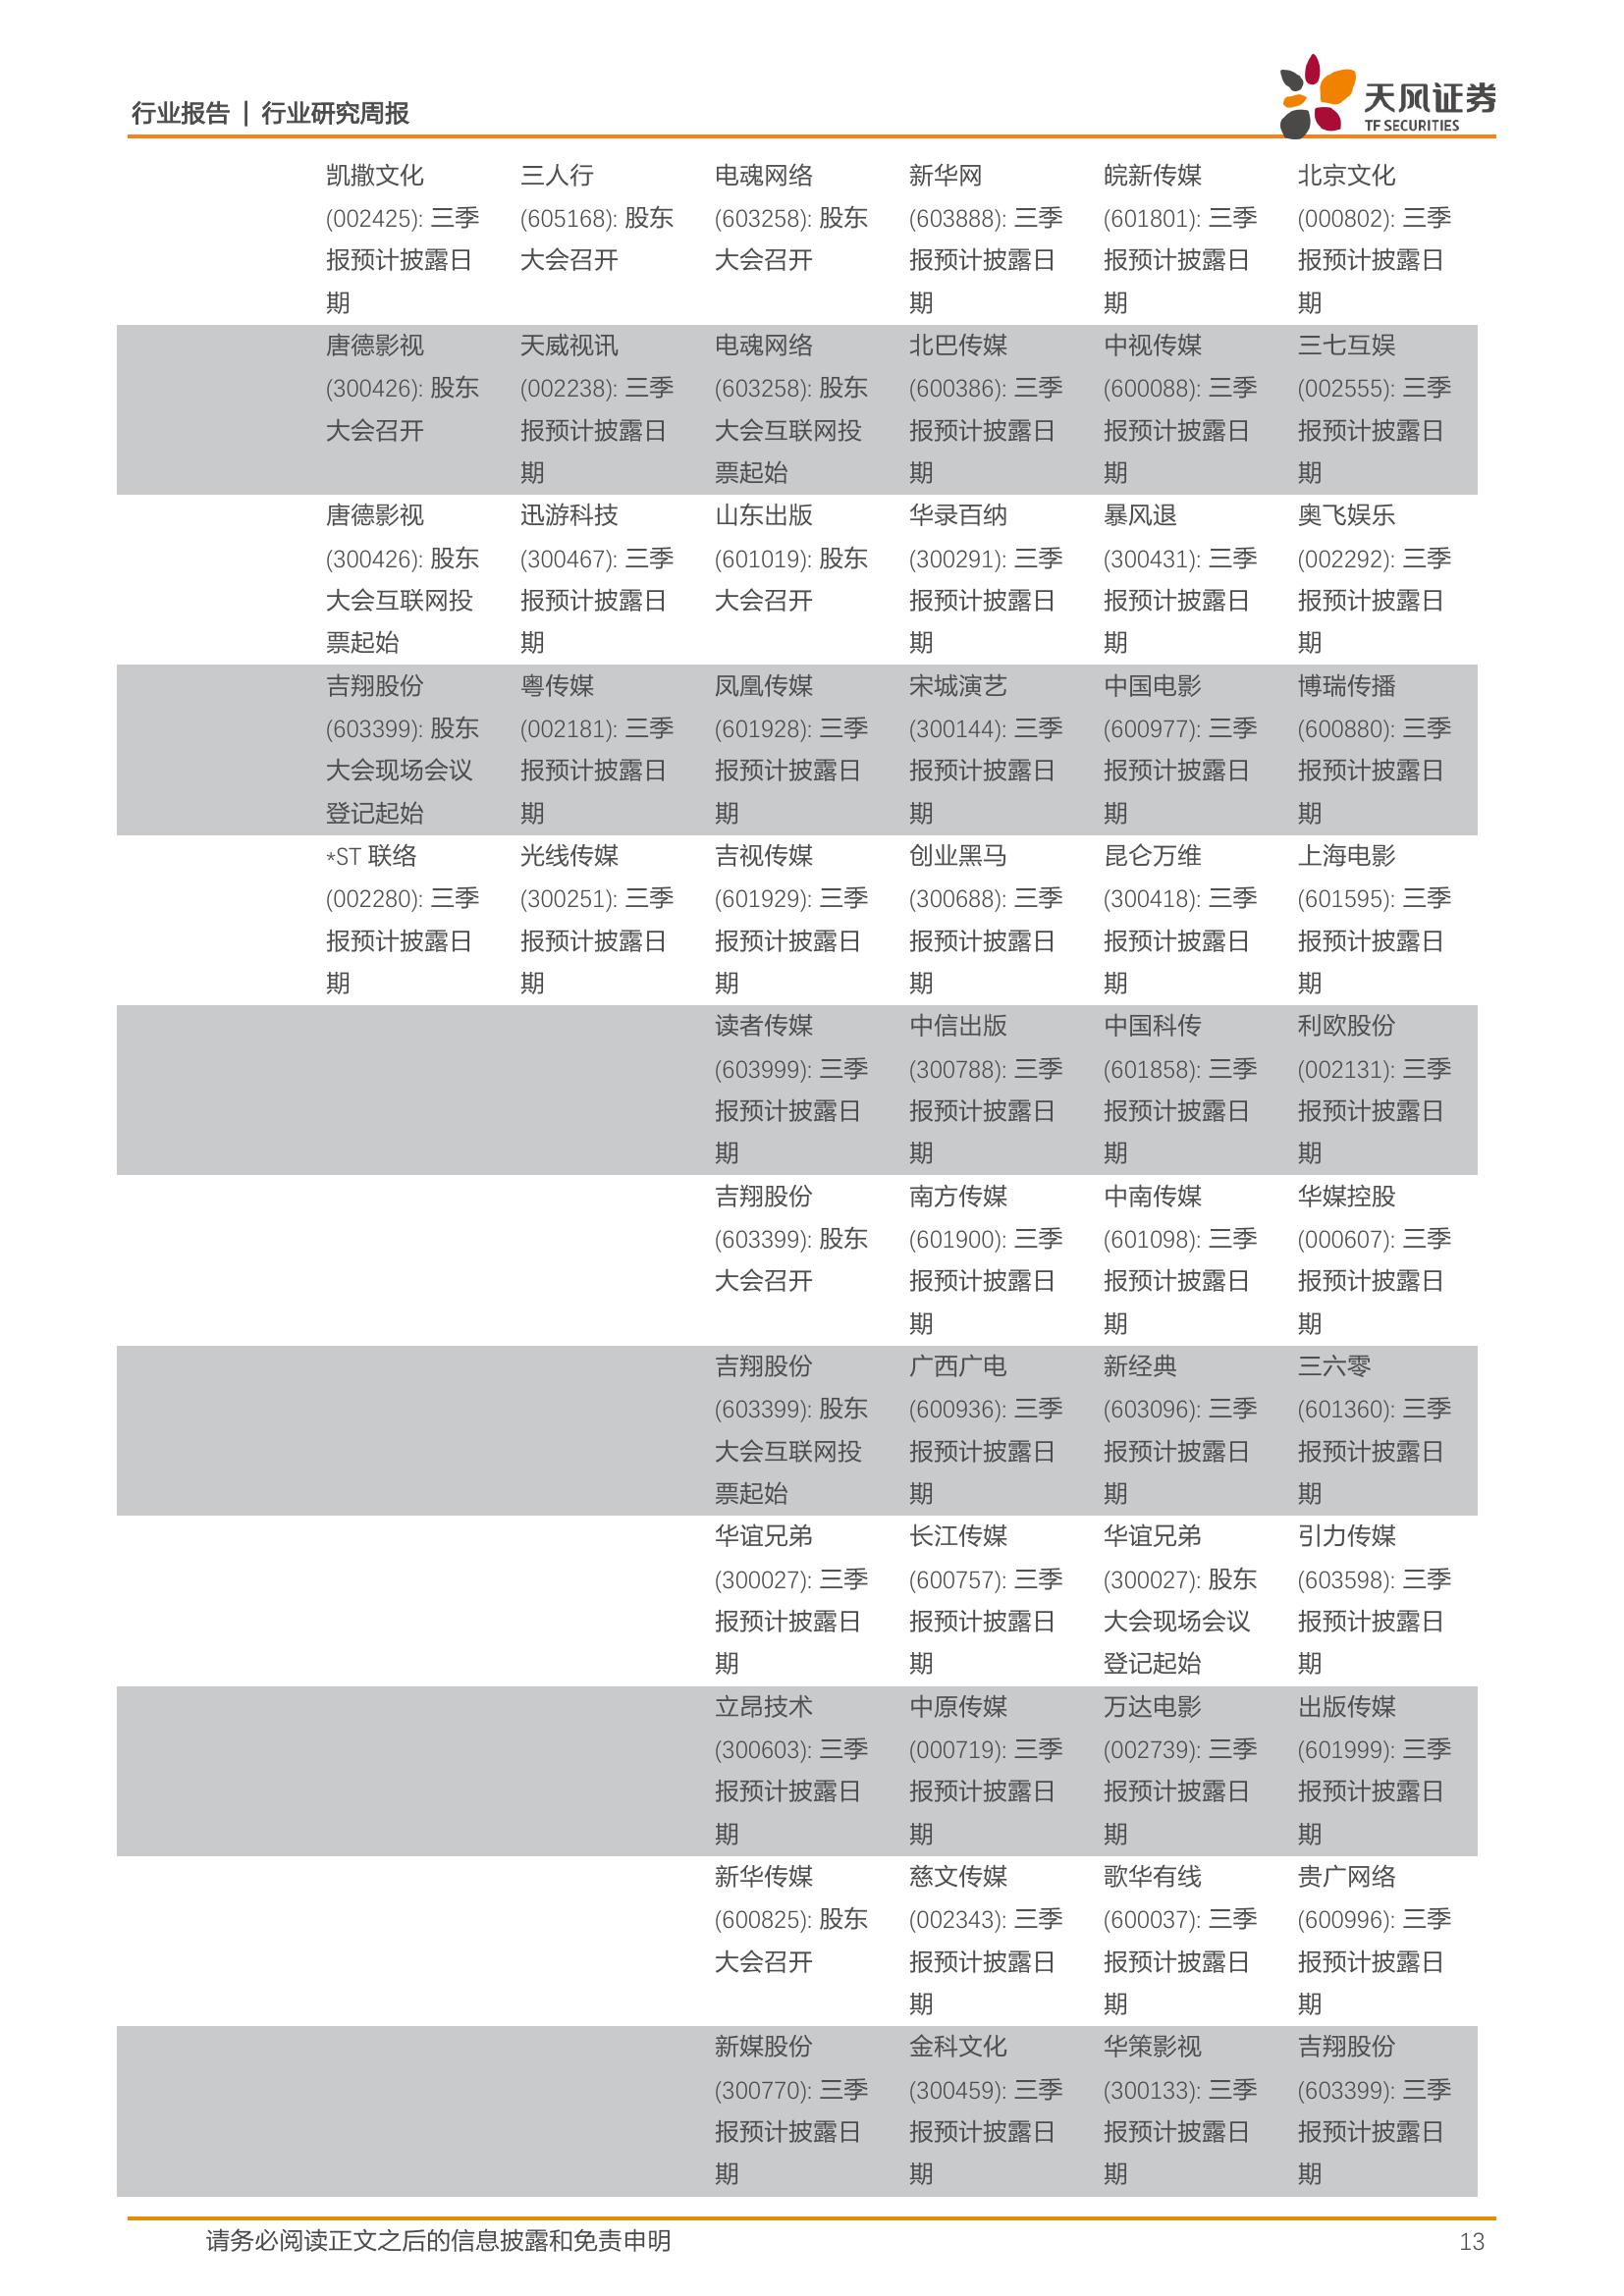 行业报告 | 行业研究周报
天风证券
TF SECURITIES
凯撒文化 三人行 电魂网络 新华网 皖新传媒 北京文化
(002425): 三季 (605168): 股东 (603258): 股东 (603888): 三季 (601801): 三季 (000802): 三季
报预计披露日 大会召开 大会召开 报预计披露日 报预计披露日 报预计披露日
期 期 期 期
唐德影视 天威视讯 电魂网络 北巴传媒 中视传媒 三七互娱
(300426): 股东 (002238): 三季 (603258): 股东 (600386): 三季 (600088): 三季 (002555): 三季
大会召开 报预计披露日 大会互联网投 报预计披露日 报预计披露日 报预计披露日
期 票起始 期 期 期
唐德影视 迅游科技 山东出版 华录百纳 暴风退 奥飞娱乐
(300426): 股东 (300467): 三季 (601019): 股东 (300291): 三季 (300431): 三季 (002292): 三季
大会互联网投 报预计披露日 大会召开 报预计披露日 报预计披露日 报预计披露日
票起始 期 期 期 期
吉翔股份 粤传媒 凤凰传媒 宋城演艺 中国电影 博瑞传播
(603399): 股东 (002181): 三季 (601928): 三季 (300144): 三季 (600977): 三季 (600880): 三季
大会现场会议 报预计披露日 报预计披露日 报预计披露日 报预计披露日 报预计披露日
登记起始 期 期 期 期 期
*ST 联络 光线传媒 吉视传媒 创业黑马 昆仑万维 上海电影
(002280): 三季 (300251): 三季 (601929): 三季 (300688): 三季 (300418): 三季 (601595): 三季
报预计披露日 报预计披露日 报预计披露日 报预计披露日 报预计披露日 报预计披露日
期 期 期 期 期 期
读者传媒 中信出版 中国科传 利欧股份
(603999): 三季 (300788): 三季 (601858): 三季 (002131): 三季
报预计披露日 报预计披露日 报预计披露日 报预计披露日
期 期 期 期
吉翔股份 南方传媒 中南传媒 华媒控股
(603399): 股东 (601900): 三季 (601098): 三季 (000607): 三季
大会召开 报预计披露日 报预计披露日 报预计披露日
期 期 期
吉翔股份 广西广电 新经典 三六零
(603399): 股东 (600936): 三季 (603096): 三季 (601360): 三季
大会互联网投 报预计披露日 报预计披露日 报预计披露日
票起始 期 期 期
华谊兄弟 长江传媒 华谊兄弟 引力传媒
(300027): 三季 (600757): 三季 (300027): 股东 (603598): 三季
报预计披露日 报预计披露日 大会现场会议 报预计披露日
期 期 登记起始 期
立昂技术 中原传媒 万达电影 出版传媒
(300603): 三季 (000719): 三季 (002739): 三季 (601999): 三季
报预计披露日 报预计披露日 报预计披露日 报预计披露日
期 期 期 期
新华传媒 慈文传媒 歌华有线 贵广网络
(600825): 股东 (002343): 三季 (600037): 三季 (600996): 三季
大会召开 报预计披露日 报预计披露日 报预计披露日
期 期 期
新媒股份 金科文化 华策影视 吉翔股份
(300770): 三季 (300459): 三季 (300133): 三季 (603399): 三季
报预计披露日 报预计披露日 报预计披露日 报预计披露日
期 期 期 期
请务必阅读正文之后的信息披露和免责申明 13